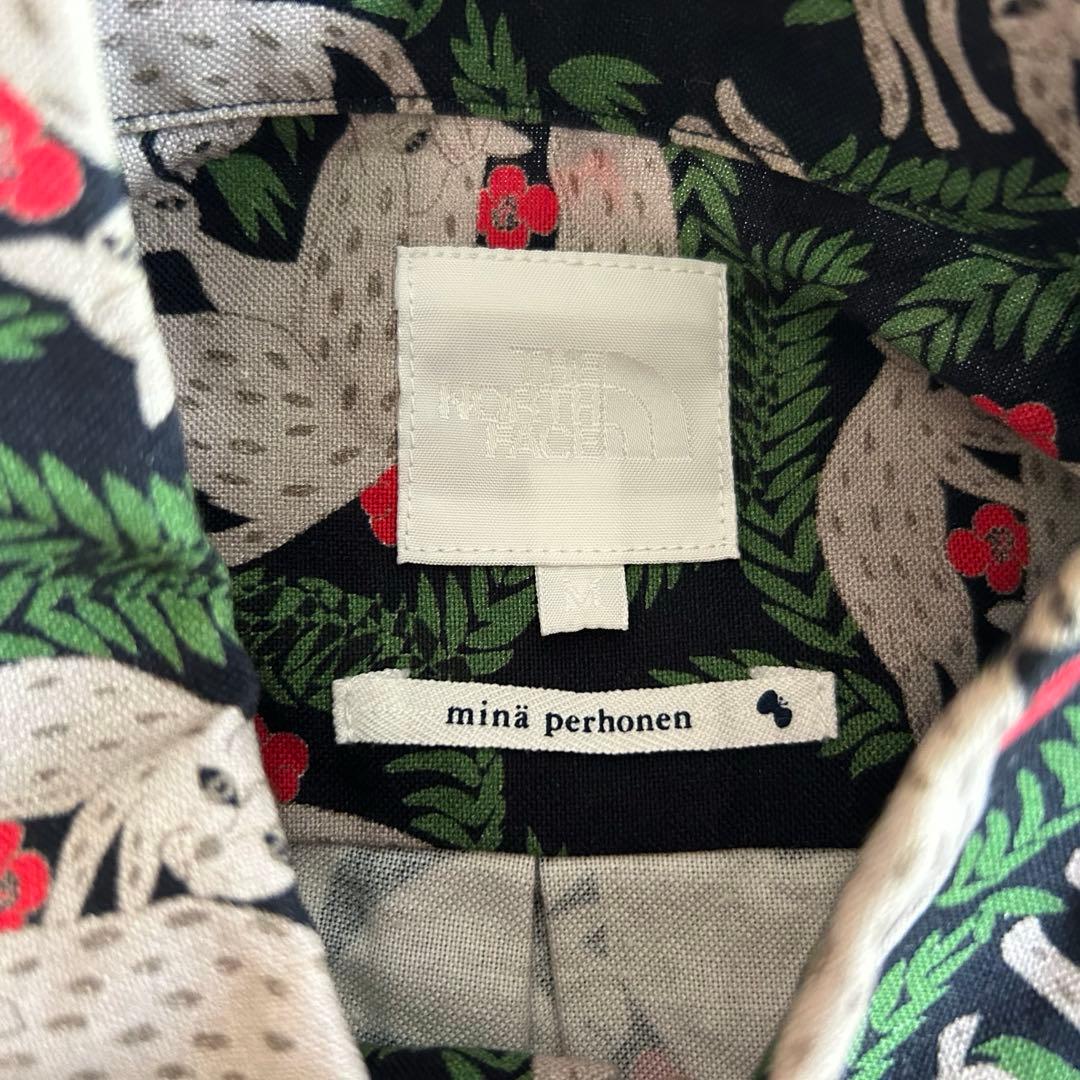 THE
NORTH
FACE
M
minä perhonen